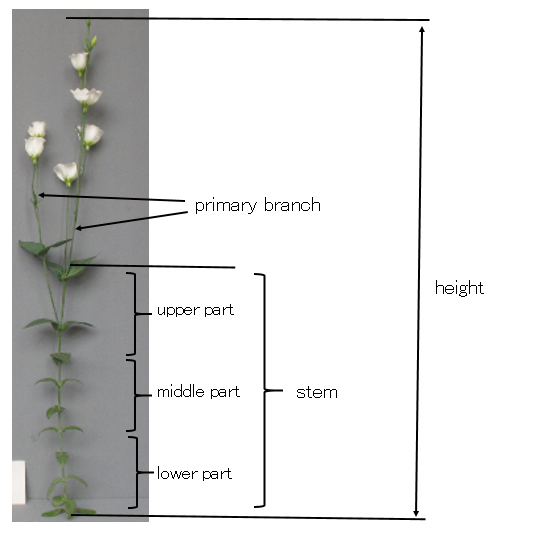 primary branch
height
upper part
middle part
stem
lower part